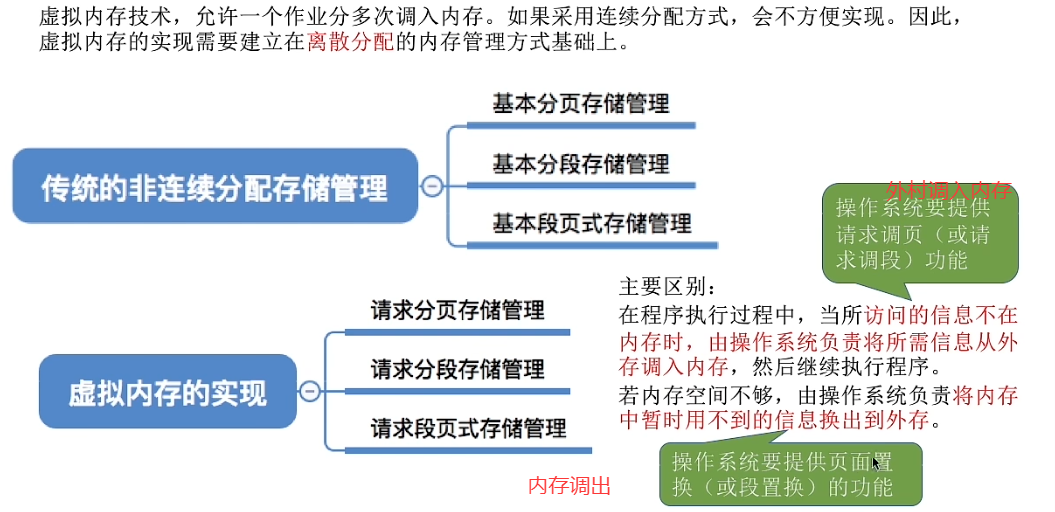 虚拟内存技术，允许一个作业分多次调入内存。如果采用连续分配方式，会不方便实现。因此，
虚拟内存的实现需要建立在离散分配的内存管理方式基础上。
基本分页存储管理
传统的非连续分配存储管理
基本分段存储管理
基本段页式存储管理
外村调入内存
操作系统要提供
请求调页（或请
求调段）功能
请求分页存储管理
虚拟内存的实现
请求分段存储管理
请求段页式存储管理
主要区别：
在程序执行过程中，当所访问的信息不在
内存时，由操作系统负责将所需信息从外
存调入内存，然后继续执行程序。
若内存空间不够，由操作系统负责将内存
中暂时用不到的信息换出到外存。
内存调出
操作系统要提供页面置
换（或段置换）的功能